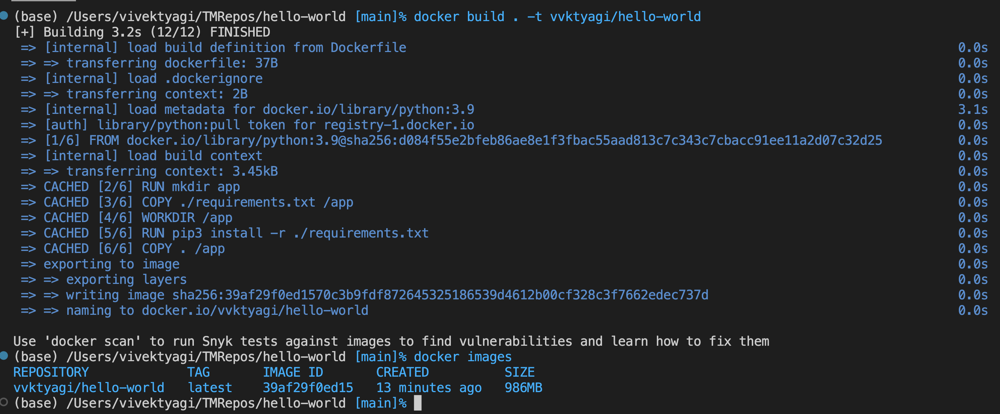 (base) /Users/vivektyagi/TMRepos/hello-world [main]% docker build . -t vvktyagi/hello-world
[+] Building 3.2s (12/12) FINISHED
=> [internal] load build definition from Dockerfile 0.0s
=> => transferring dockerfile: 37B 0.0s
=> [internal] load .dockerignore 0.0s
=> => transferring context: 2B 0.0s
=> [internal] load metadata for docker.io/library/python:3.9 3.1s
=> [auth] library/python:pull token for registry-1.docker.io 0.0s
=> [1/6] FROM docker.io/library/python:3.9@sha256:d084f55e2bfeb86ae8e1f3fbac55aad813c7c343c7cbacc91ee11a2d07c32d25 0.0s
=> [internal] load build context 0.0s
=> => transferring context: 3.45kB 0.0s
=> CACHED [2/6] RUN mkdir app 0.0s
=> CACHED [3/6] COPY ./requirements.txt /app 0.0s
=> CACHED [4/6] WORKDIR /app 0.0s
=> CACHED [5/6] RUN pip3 install -r ./requirements.txt 0.0s
=> CACHED [6/6] COPY . /app 0.0s
=> exporting to image 0.0s
=> => exporting layers 0.0s
=> => writing image sha256:39af29f0ed1570c3b9fdf872645325186539d4612b00cf328c3f7662edec737d 0.0s
=> => naming to docker.io/vvktyagi/hello-world 0.0s
Use 'docker scan' to run Snyk tests against images to find vulnerabilities and learn how to fix them
(base) /Users/vivektyagi/TMRepos/hello-world [main]% docker images
REPOSITORY TAG IMAGE ID CREATED SIZE
vvktyagi/hello-world latest 39af29f0ed15 13 minutes ago 986MB
(base) /Users/vivektyagi/TMRepos/hello-world [main]%